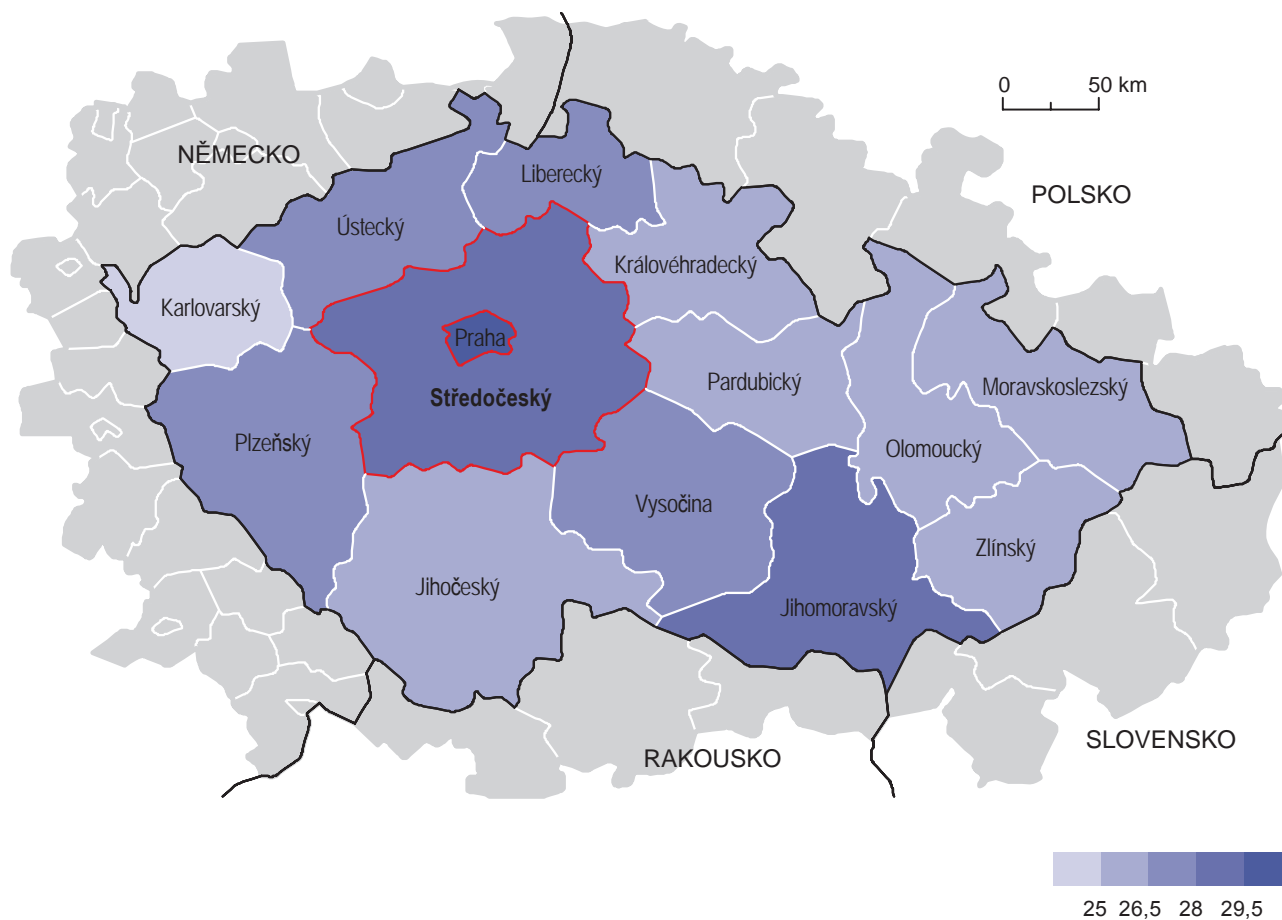 0 50 km
NĚMECKO
POLSKO
Liberecký
Ústecký
Královéhradecký
Karlovarský
Praha
Středočeský
Pardubický
Moravskoslezský
Plzeňský
Olomoucký
Vysočina
Zlínský
Jihočeský
Jihomoravský
RAKOUSKO
SLOVENSKO
25 26,5 28 29,5